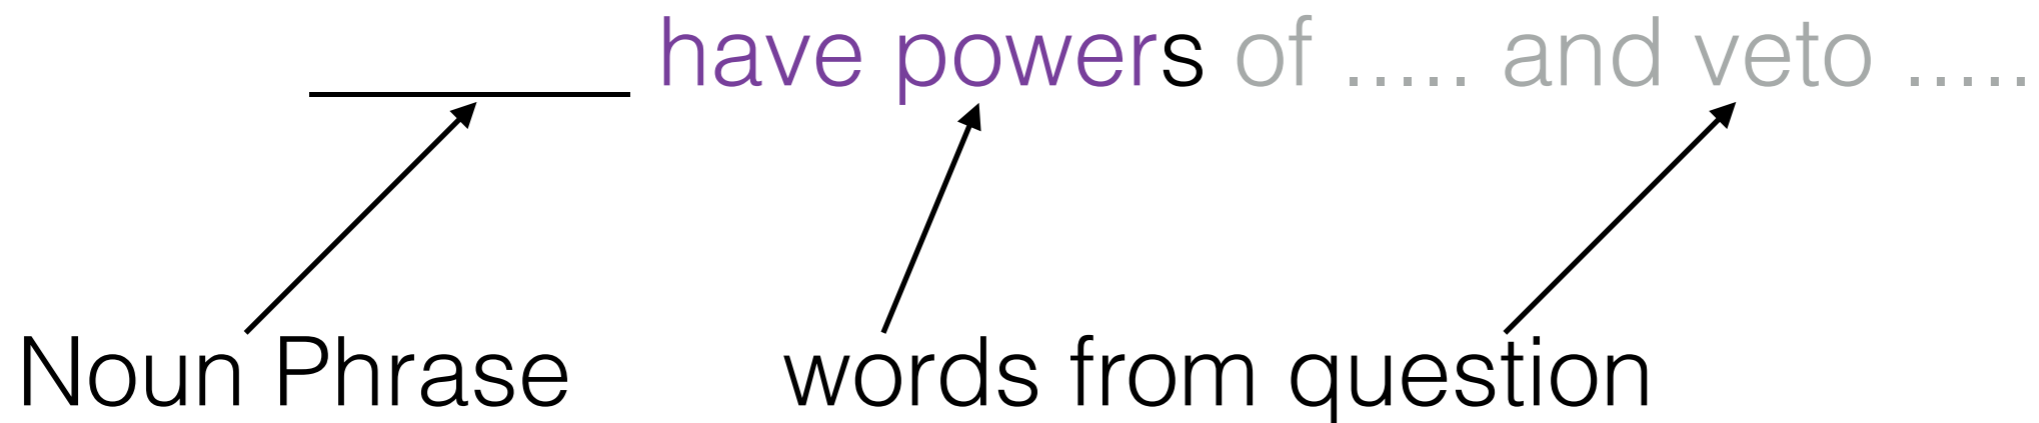 have powers of ..... and veto .....
Noun Phrase words from question